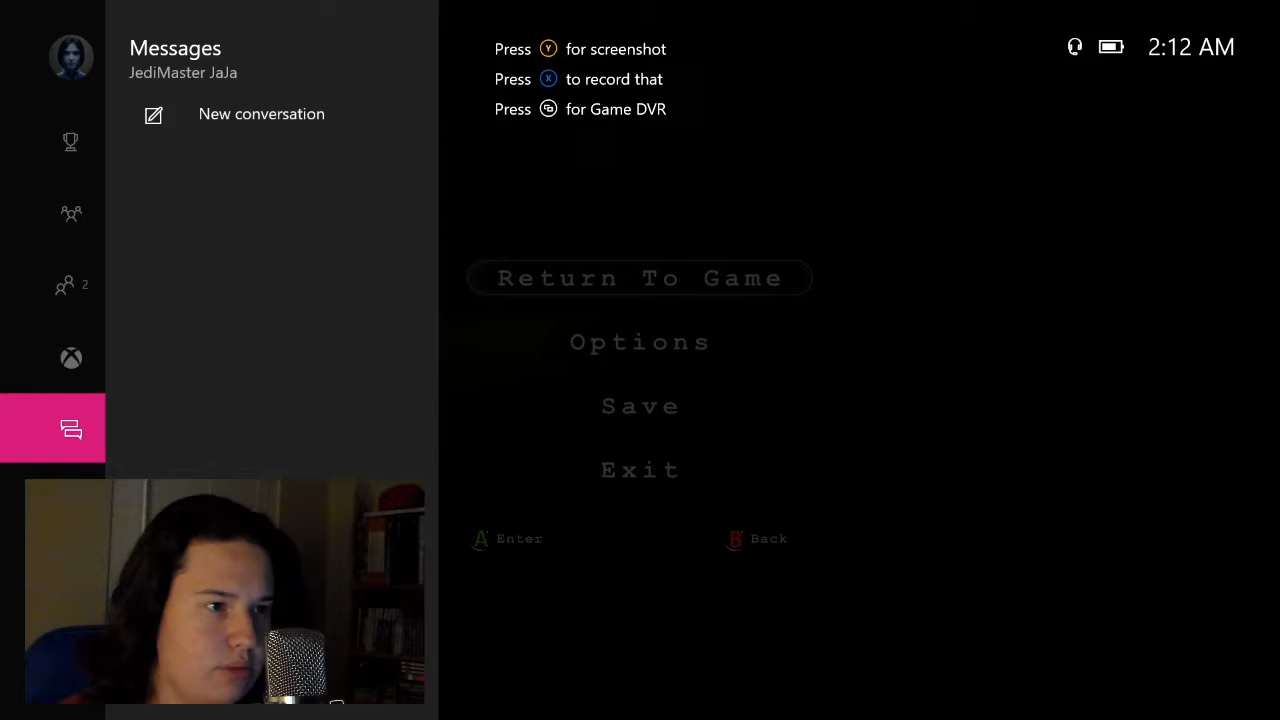 Messages
JediMaster JaJa
New conversation
2
Press Y for screenshot
Press X to record that
Press for Game DVR
2:12 AM
Return To Game
Options
Save
Exit
A Enter
B Back